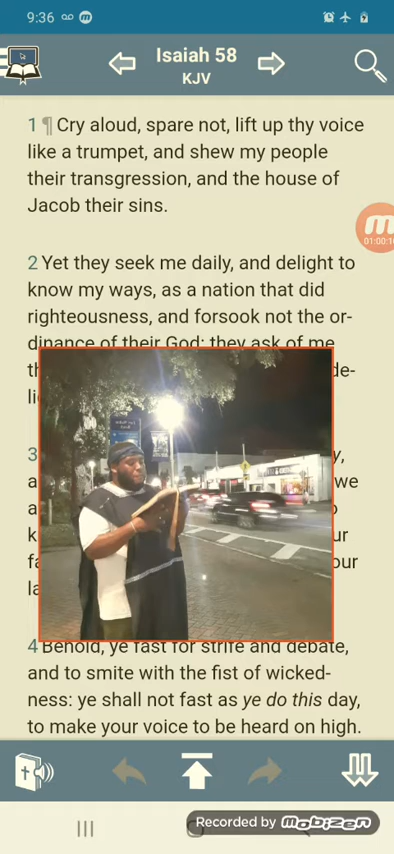 9:36
Isaiah 58
KJV
1 ¶ Cry aloud, spare not, lift up thy voice
like a trumpet, and shew my people
their transgression, and the house of
Jacob their sins.
01:00:1
2 Yet they seek me daily, and delight to
know my ways, as a nation that did
righteousness, and forsook not the or-
dinance of their God: they ask of me
th de-
li
3 y,
a we
a o
k ur
fa our
la
4 Behold, ye fast for strife and debate,
and to smite with the fist of wicked-
ness: ye shall not fast as ye do this day,
to make your voice to be heard on high.
Recorded by mobizen